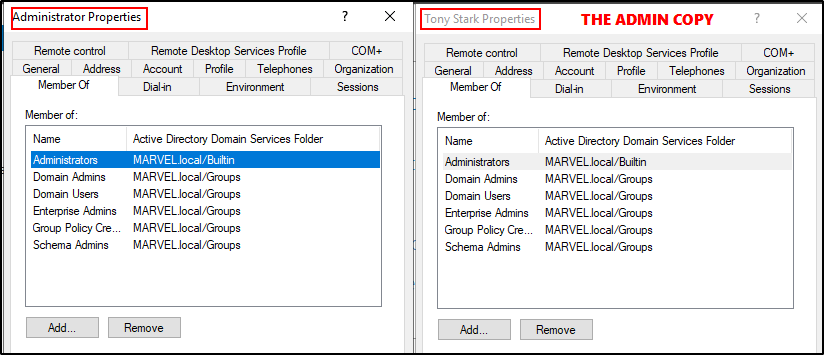 Administrator Properties ? ×
Remote control Remote Desktop Services Profile COM+
General Address Account Profile Telephones Organization
Member Of Dial-in Environment Sessions
Member of:
Name Active Directory Domain Services Folder
Administrators MARVEL.local/Builtin
Domain Admins MARVEL.local/Groups
Domain Users MARVEL.local/Groups
Enterprise Admins MARVEL.local/Groups
Group Policy Cre... MARVEL.local/Groups
Schema Admins MARVEL.local/Groups
Add... Remove
Tony Stark Properties THE ADMIN COPY ? ×
Remote control Remote Desktop Services Profile COM+
General Address Account Profile Telephones Organization
Member Of Dial-in Environment Sessions
Member of:
Name Active Directory Domain Services Folder
Administrators MARVEL.local/Builtin
Domain Admins MARVEL.local/Groups
Domain Users MARVEL.local/Groups
Enterprise Admins MARVEL.local/Groups
Group Policy Cre... MARVEL.local/Groups
Schema Admins MARVEL.local/Groups
Add... Remove